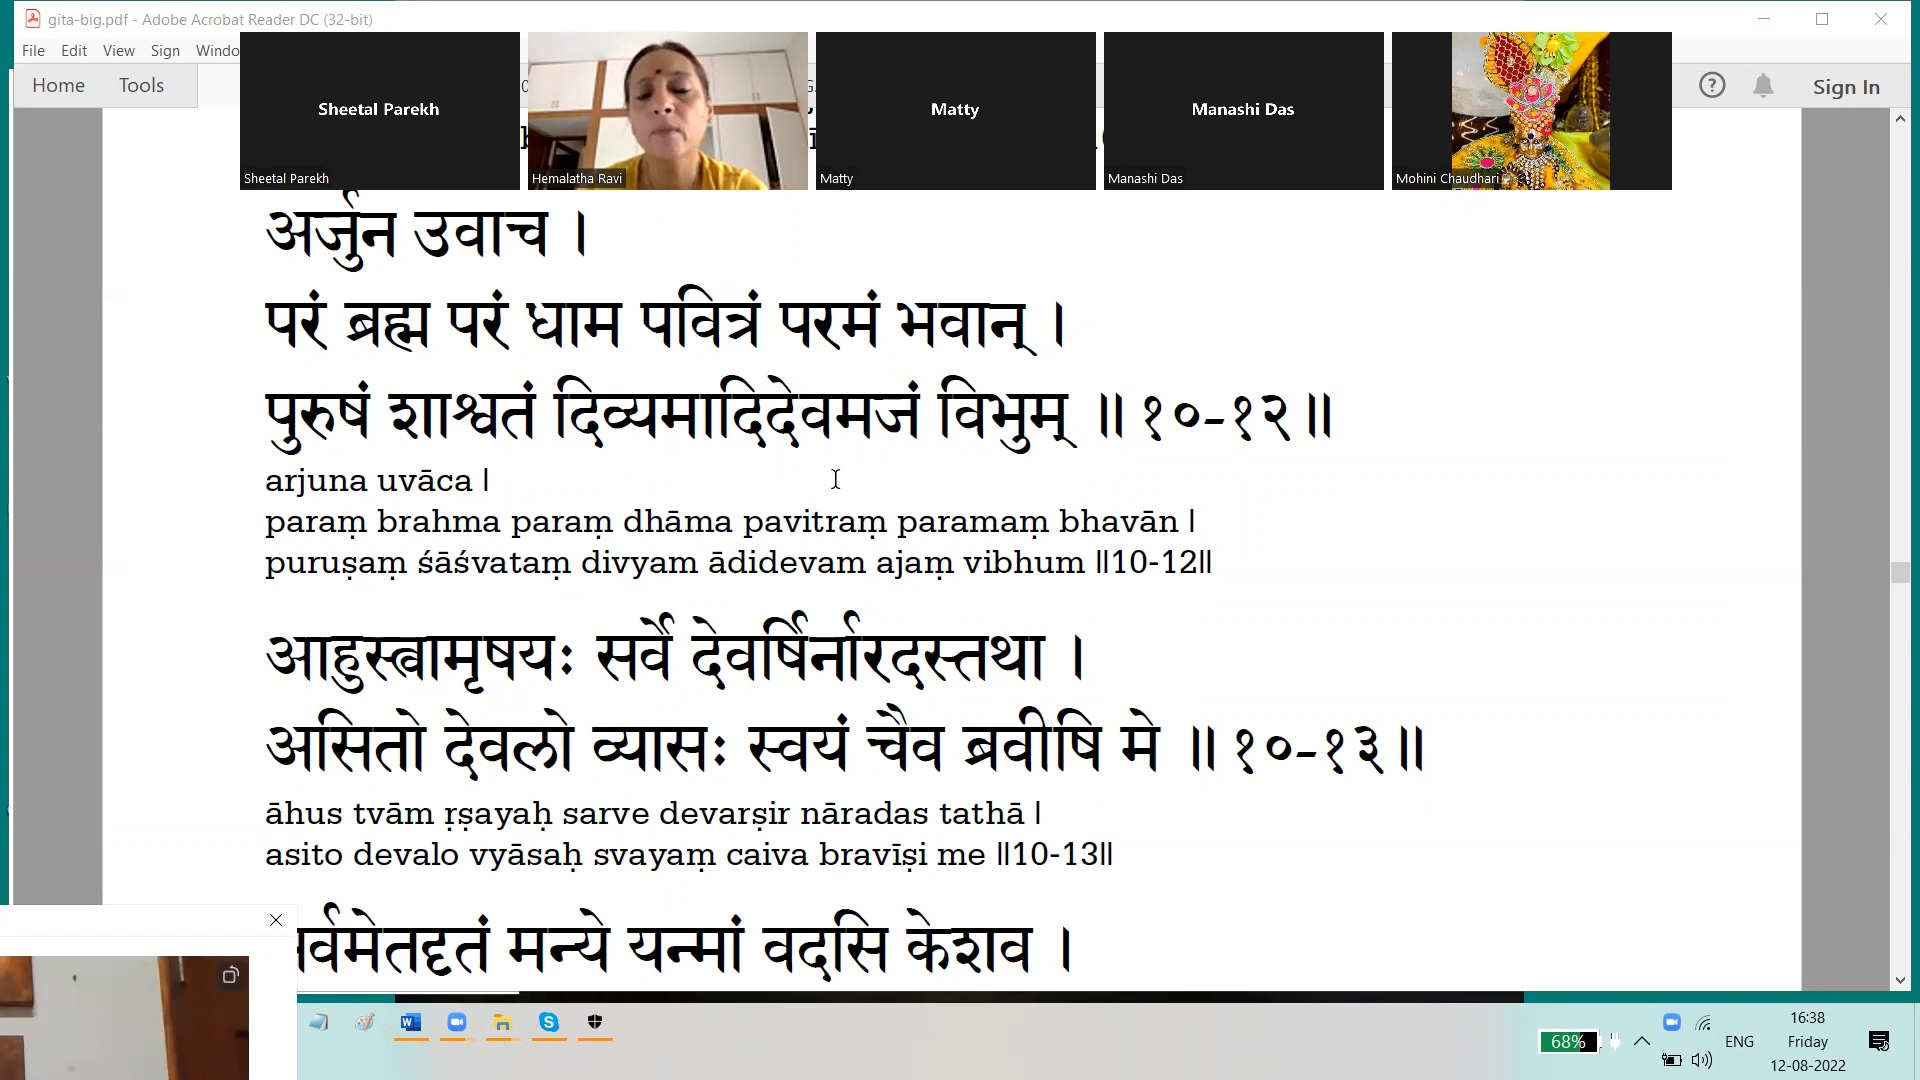 gita-big.pdf - Adobe Acrobat Reader DC (32-bit)
File Edit View Sign Windo
Home Tools
Sign In
Sheetal Parekh
Matty
Manashi Das
Sheetal Parekh
Hemalatha Ravi
Matty
Manashi Das
Mohini Chaudhari
अर्जुन उवाच ।
परं ब्रह्म परं धाम पवित्रं परमं भवान् ।
पुरुषं शाश्वतं दिव्यमादिदेवमजं विभुम् ॥ १०-१२॥
arjuna uvāca |
paraṃ brahma paraṃ dhāma pavitraṃ paramaṃ bhavān |
puruṣaṃ śāśvataṃ divyam ādidevam ajaṃ vibhum ||10-12||
आहुस्त्वामृषयः सर्वे देवर्षिर्नारदस्तथा ।
असितो देवलो व्यासः स्वयं चैव ब्रवीषि मे ॥ १०-१३॥
āhus tvām ṛṣayaḥ sarve devarṣir nāradas tathā |
asito devalo vyāsaḥ svayaṃ caiva bravīṣi me ||10-13||
र्वमेतदृतं मन्ये यन्मां वदसि केशव ।
68%
ENG
16:38
Friday
12-08-2022